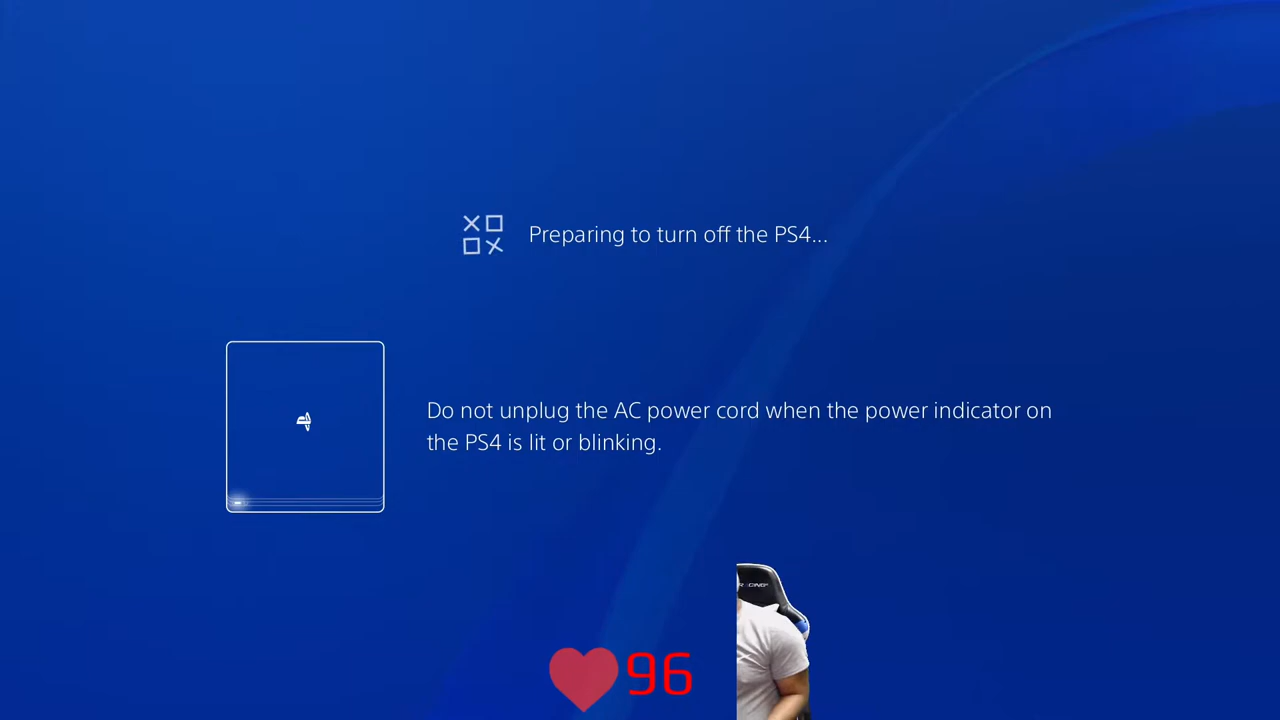 Preparing to turn off the PS4...
Do not unplug the AC power cord when the power indicator on
the PS4 is lit or blinking.
96